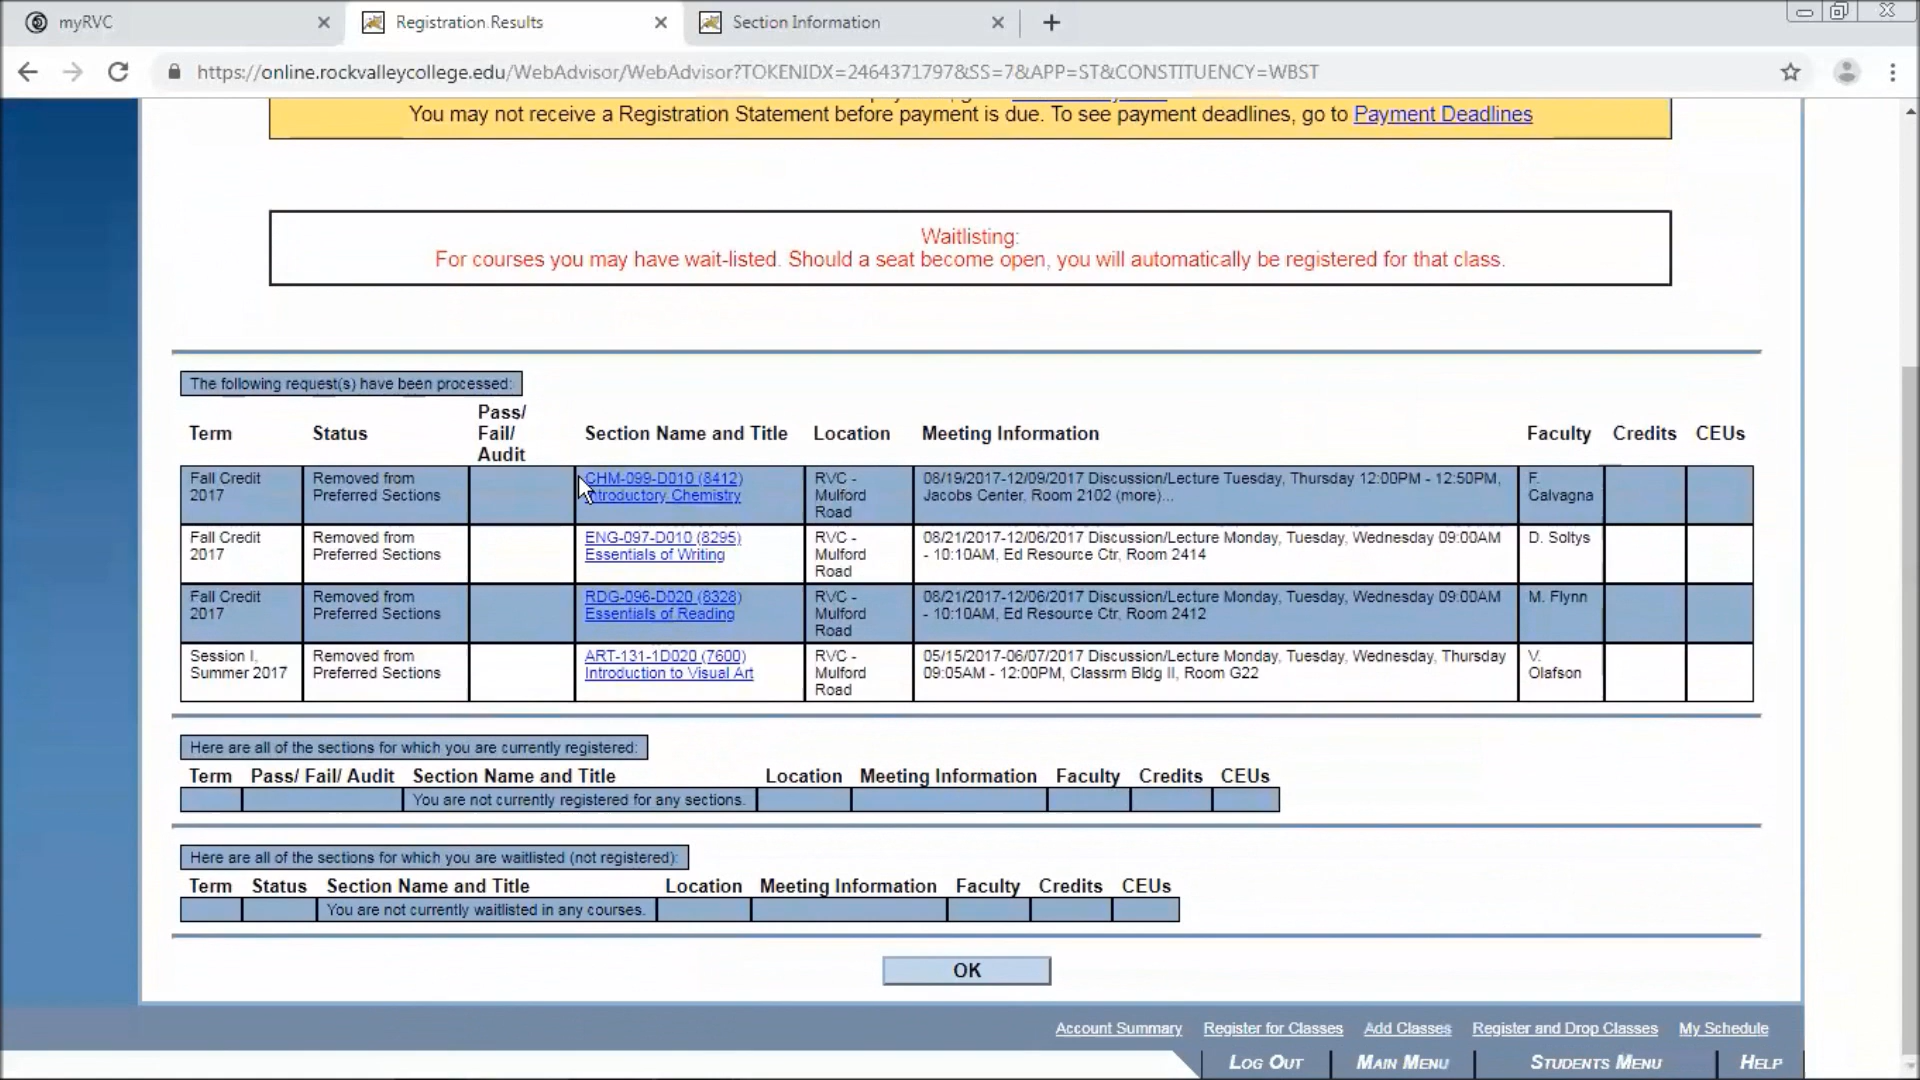 myRVC
Registration Results
Section Information
https://online.rockvalleycollege.edu/WebAdvisor/WebAdvisor?TOKENIDX=2464371797&SS=7&APP=ST&CONSTITUENCY=WBST
You may not receive a Registration Statement before payment is due. To see payment deadlines, go to Payment Deadlines
Waitlisting:
For courses you may have wait-listed. Should a seat become open, you will automatically be registered for that class.
The following request(s) have been processed:
Term Status Pass/ Fail/ Audit Section Name and Title Location Meeting Information Faculty Credits CEUs
Fall Credit 2017 Removed from Preferred Sections CHM-099-D010 (8412) Introductory Chemistry RVC - Mulford Road 08/19/2017-12/09/2017 Discussion/Lecture Tuesday, Thursday 12:00PM - 12:50PM, Jacobs Center, Room 2102 (more)... F. Calvagna
Fall Credit 2017 Removed from Preferred Sections ENG-097-D010 (8295) Essentials of Writing RVC - Mulford Road 08/21/2017-12/06/2017 Discussion/Lecture Monday, Tuesday, Wednesday 09:00AM - 10:10AM, Ed Resource Ctr, Room 2414 D. Soltys
Fall Credit 2017 Removed from Preferred Sections RDG-096-D020 (8328) Essentials of Reading RVC - Mulford Road 08/21/2017-12/06/2017 Discussion/Lecture Monday, Tuesday, Wednesday 09:00AM - 10:10AM, Ed Resource Ctr, Room 2412 M. Flynn
Session I, Summer 2017 Removed from Preferred Sections ART-131-1D020 (7600) Introduction to Visual Art RVC - Mulford Road 05/15/2017-06/07/2017 Discussion/Lecture Monday, Tuesday, Wednesday, Thursday 09:05AM - 12:00PM, Classrm Bldg II, Room G22 V. Olafson
Here are all of the sections for which you are currently registered:
Term Pass/ Fail/ Audit Section Name and Title Location Meeting Information Faculty Credits CEUs
You are not currently registered for any sections.
Here are all of the sections for which you are waitlisted (not registered):
Term Status Section Name and Title Location Meeting Information Faculty Credits CEUs
You are not currently waitlisted in any courses.
OK
Account Summary Register for Classes Add Classes Register and Drop Classes My Schedule
LOG OUT MAIN MENU STUDENTS MENU HELP